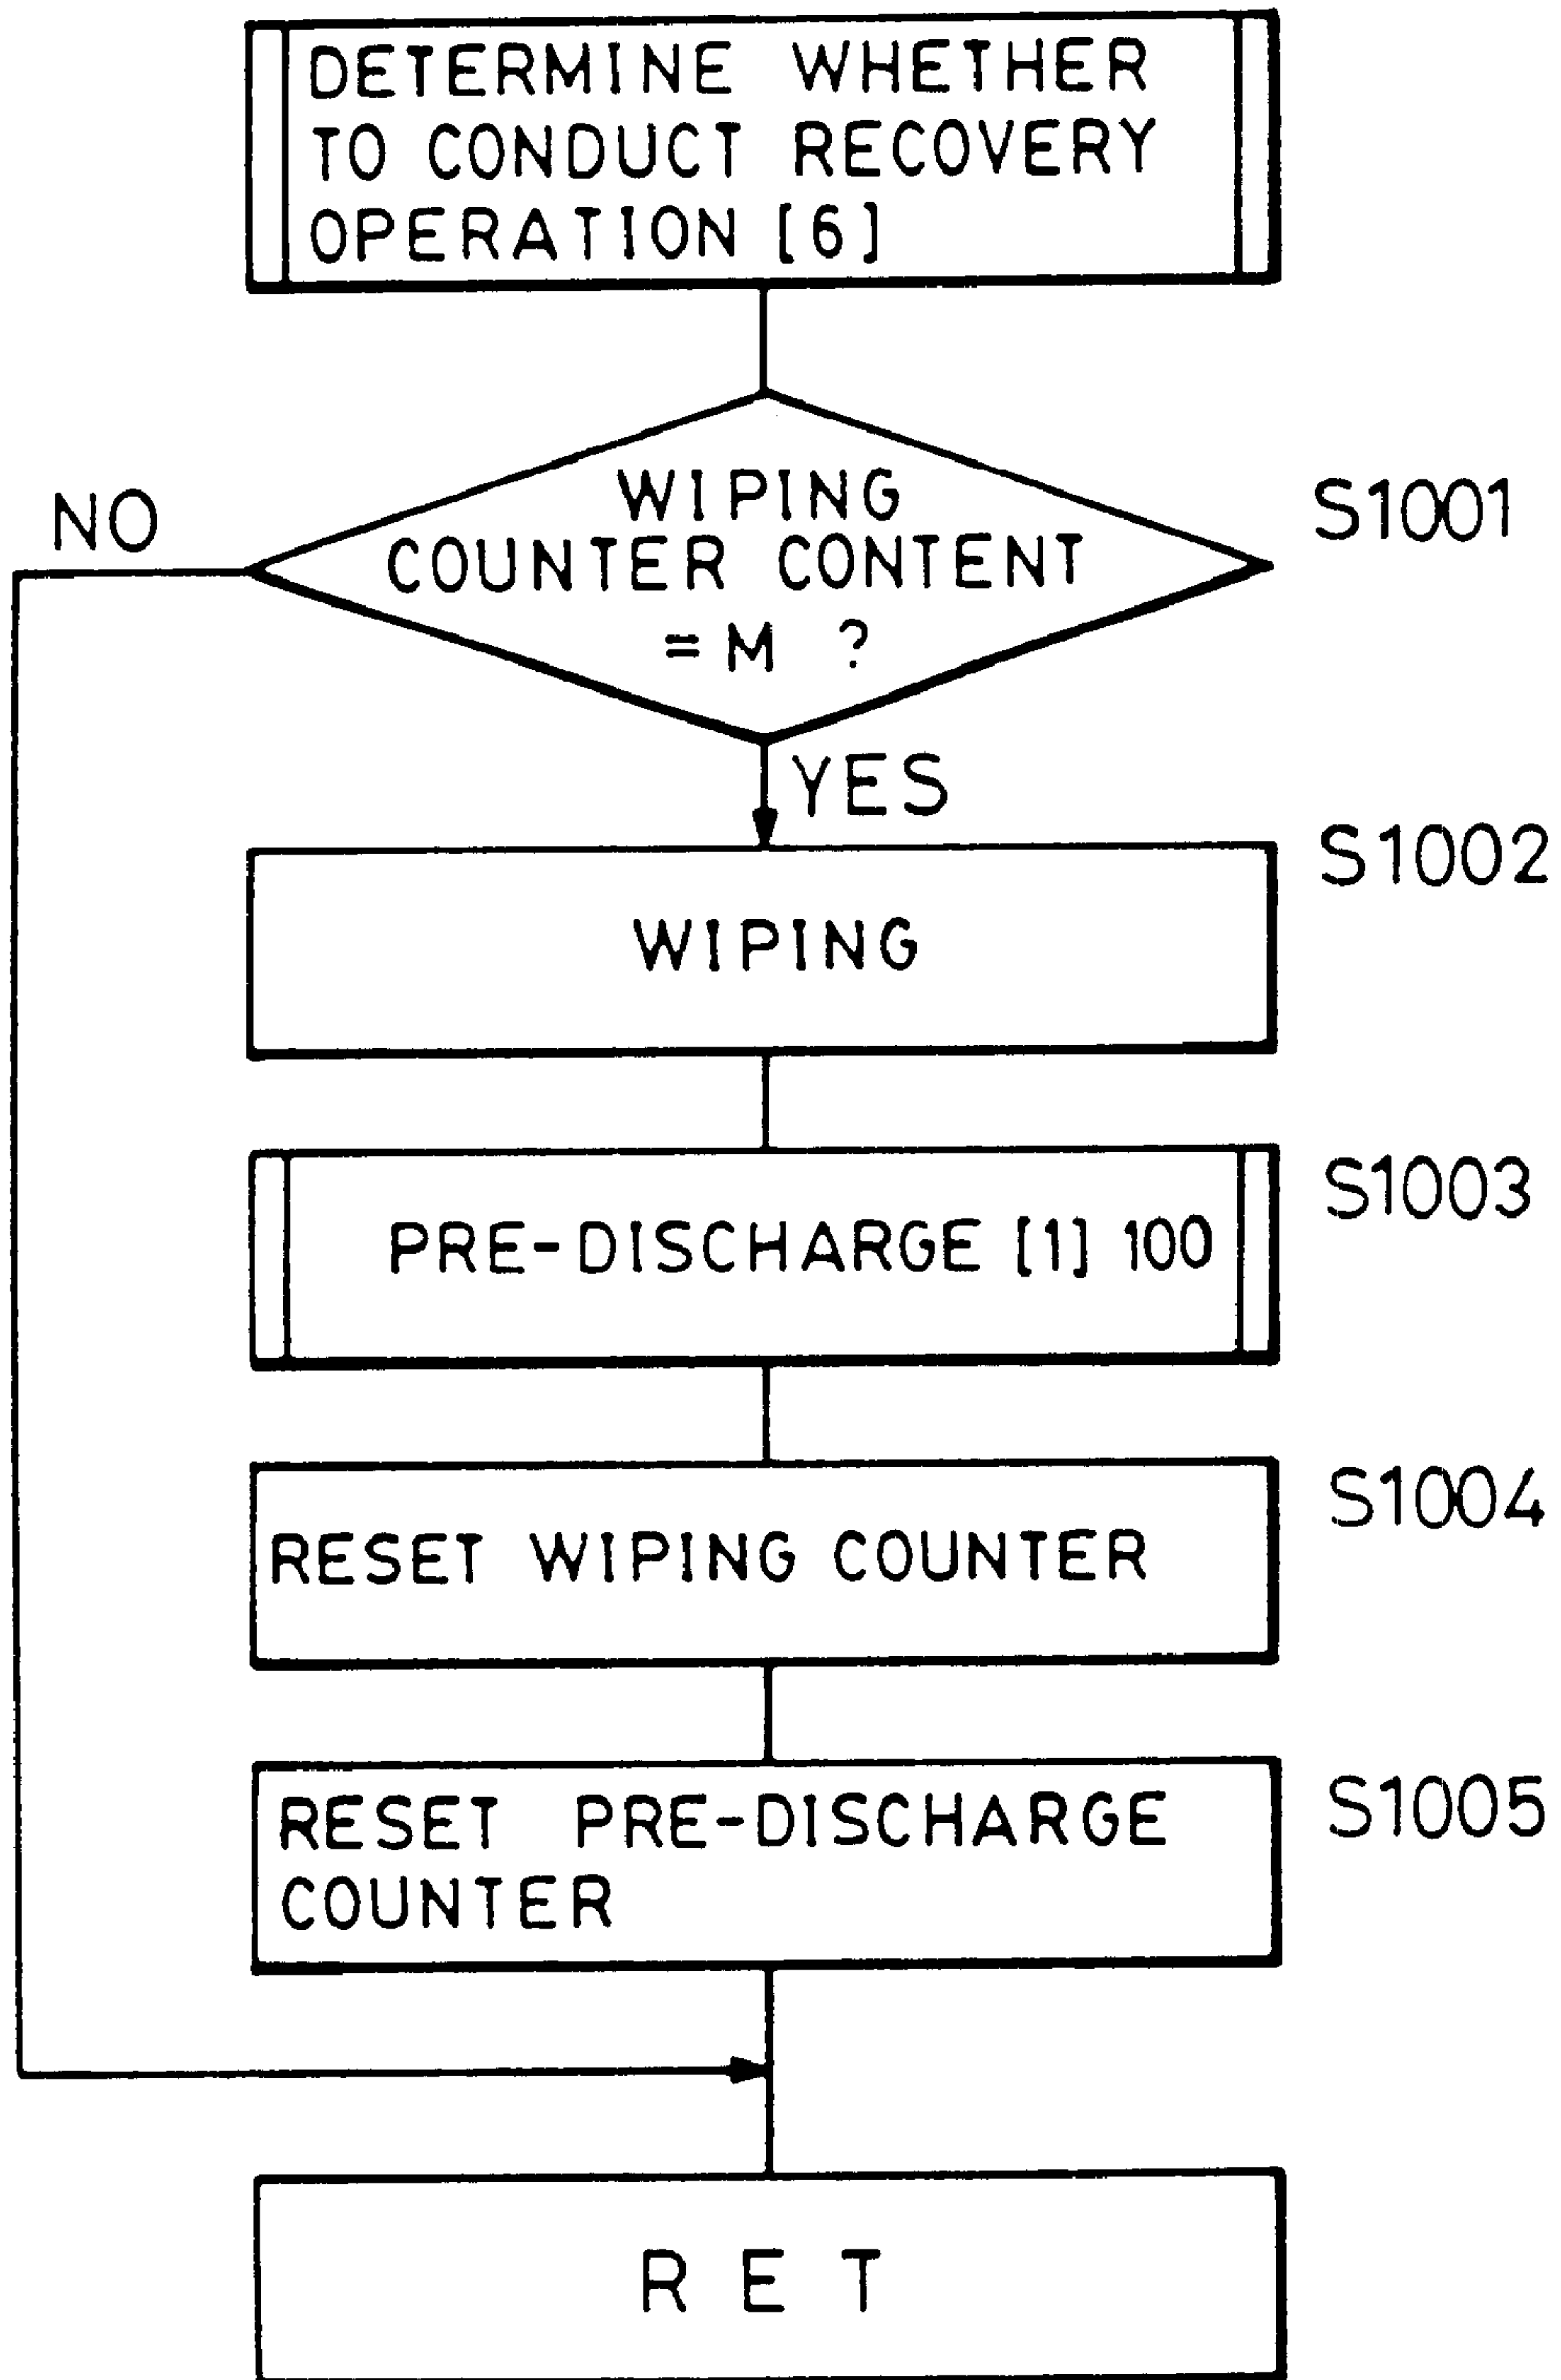 DETERMINE WHETHER
TO CONDUCT RECOVERY
OPERATION [6]
NO
WIPING
COUNTER CONTENT
= M ?
S1001
YES
S1002
WIPING
S1003
PRE-DISCHARGE [1] 100
S1004
RESET WIPING COUNTER
S1005
RESET PRE-DISCHARGE
COUNTER
RET